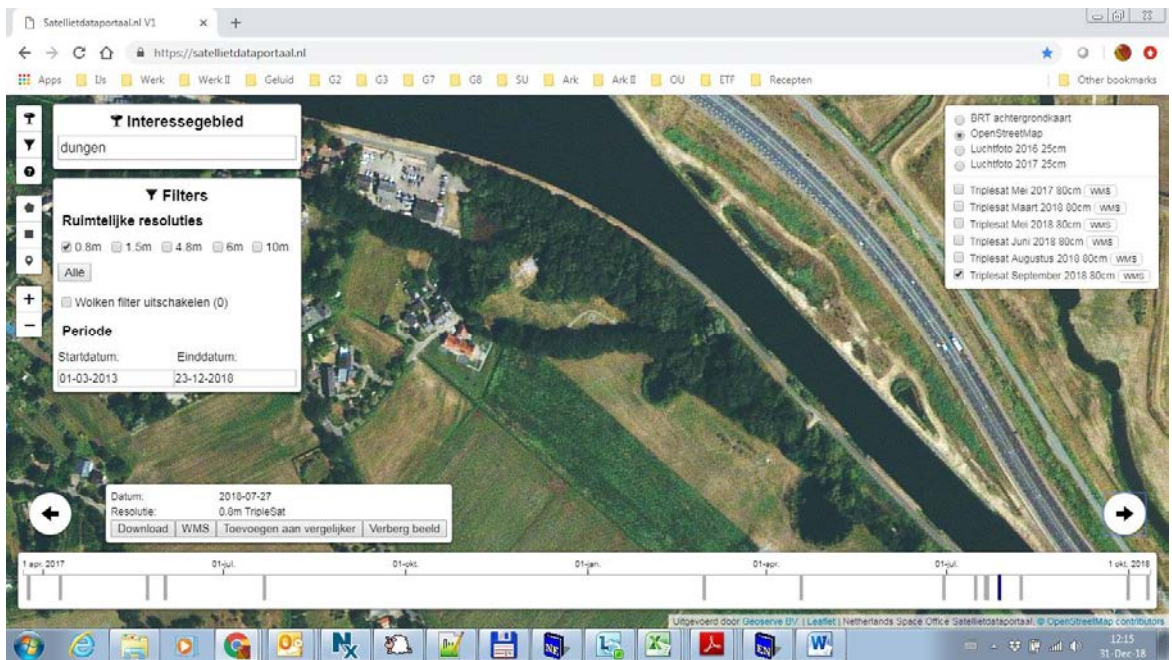 Satellietdataportaal.nl V1
https://satellietdataportaal.nl
Apps IJs Werk Werk II Geluid G2 G3 G7 G8 SU Ark Ark II OU ETF Recepten Other bookmarks
Interessegebied
dungen
Filters
Ruimtelijke resoluties
0.8m 1.5m 4.8m 6m 10m
Alle
Wolken filter uitschakelen (0)
Periode
Startdatum: Einddatum:
01-03-2013 23-12-2018
BRT achtergrondkaart
OpenStreetMap
Luchtfoto 2016 25cm
Luchtfoto 2017 25cm
Triplesat Mei 2017 80cm WMS
Triplesat Maart 2018 80cm WMS
Triplesat Mei 2018 80cm WMS
Triplesat Juni 2018 80cm WMS
Triplesat Augustus 2018 80cm WMS
Triplesat September 2018 80cm WMS
Datum: 2018-07-27
Resolutie: 0.8m TripleSat
Download WMS Toevoegen aan vergelijker Verberg beeld
1 apr. 2017 01-jul. 01-okt. 01-jan. 01-apr. 01-jul. 1 okt. 2018
Uitgevoerd door Geoserve BV. | Leaflet | Netherlands Space Office Satellietdataportaal, © OpenStreetMap contributors
12:15
31-Dec-18